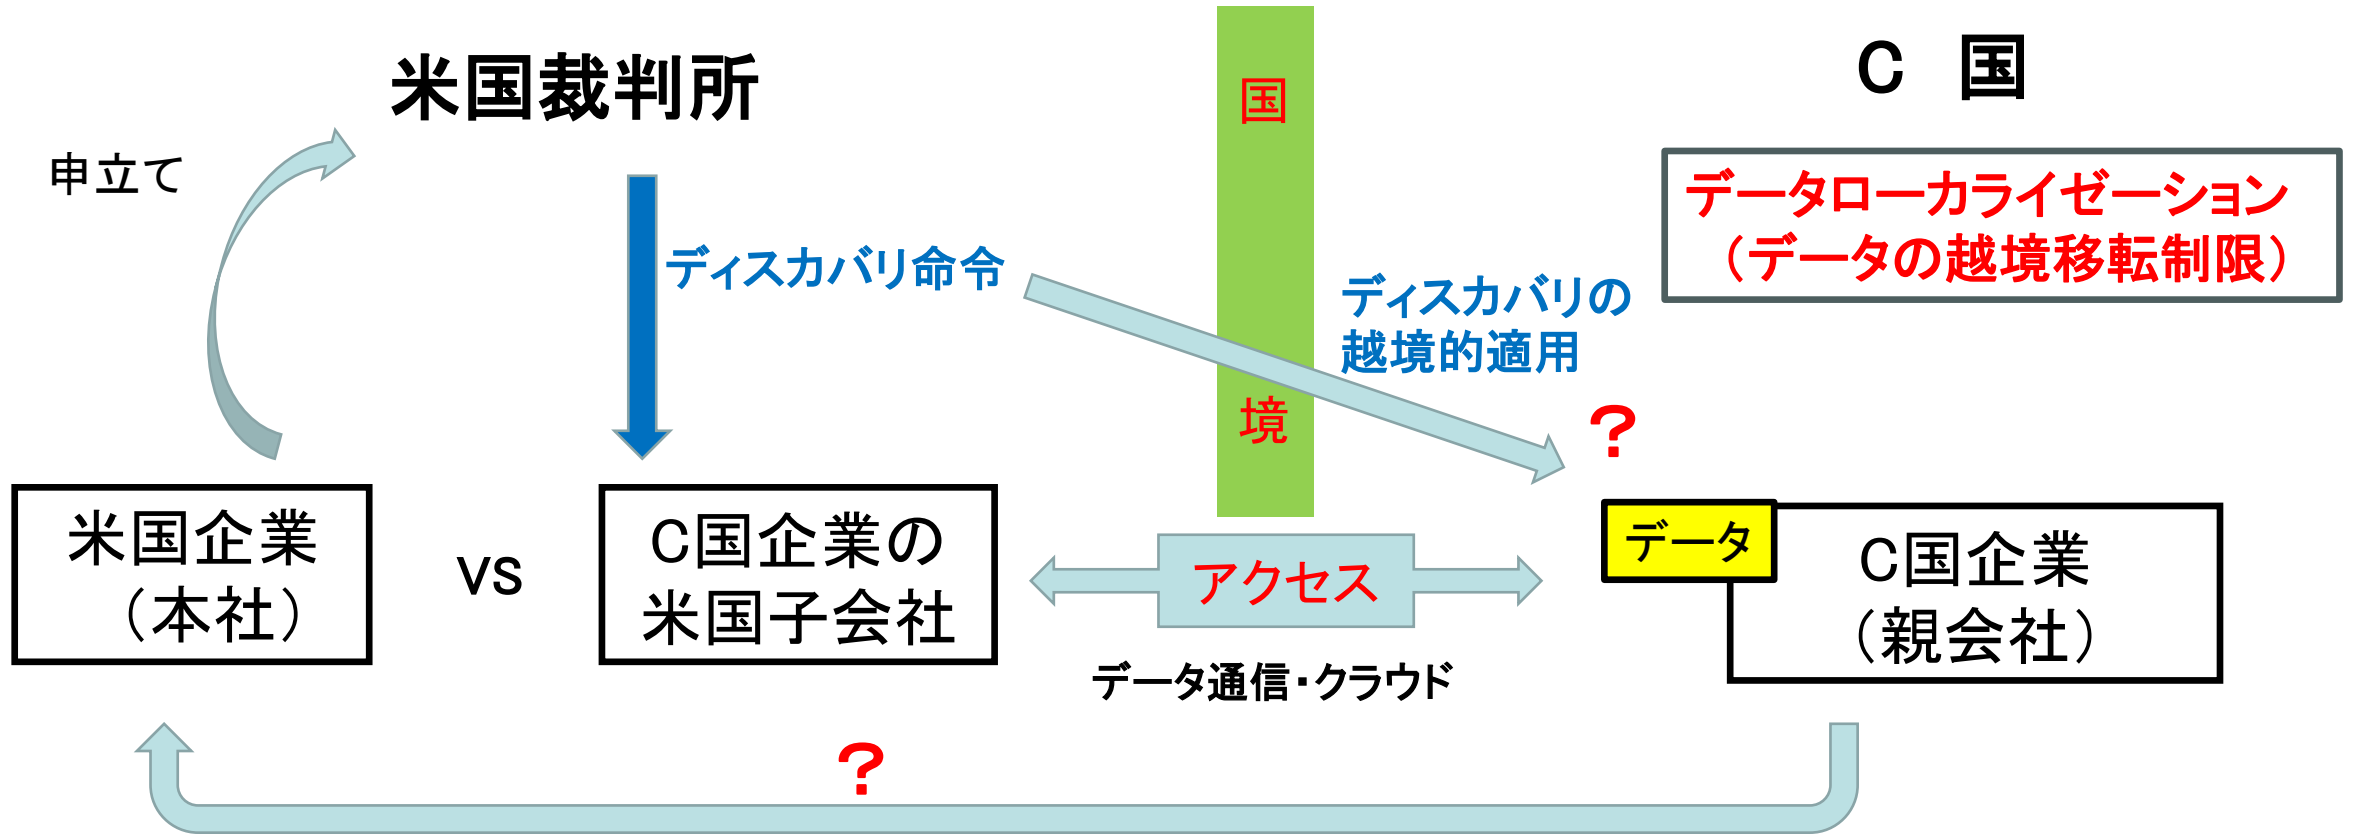 米国裁判所
C 国
国
境
申立て
データローカライゼーション
（データの越境移転制限）
ディスカバリ命令
ディスカバリの
越境的適用
？
米国企業
（本社）
VS
C国企業の
米国子会社
アクセス
データ通信・クラウド
データ
C国企業
（親会社）
？